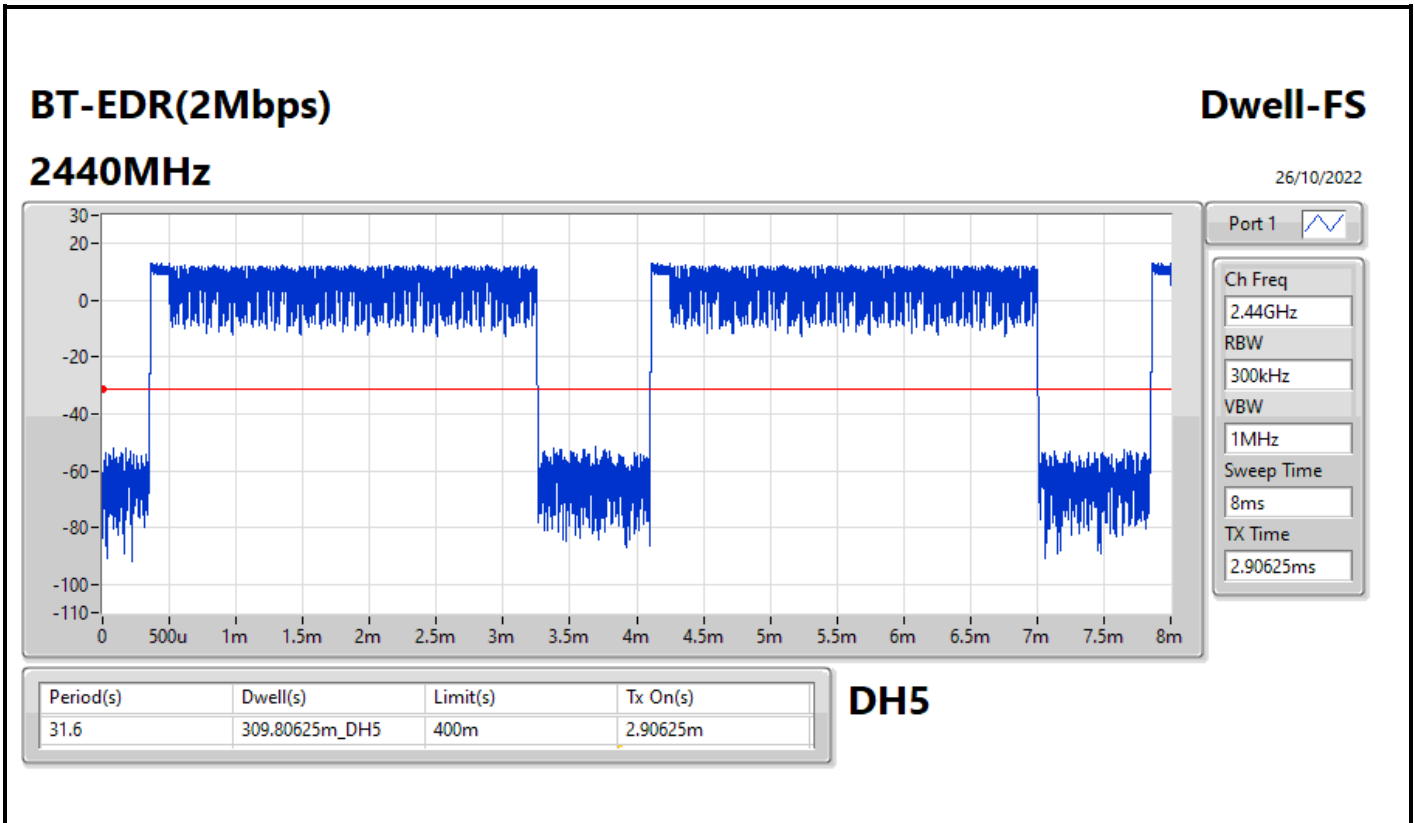 BT-EDR(2Mbps) Dwell-FS
2440MHz
26/10/2022
Port 1
30
20
0
-20
-40
-60
-80
-100
-110
0 500u 1m 1.5m 2m 2.5m 3m 3.5m 4m 4.5m 5m 5.5m 6m 6.5m 7m 7.5m 8m
Ch Freq
2.44GHz
RBW
300kHz
VBW
1MHz
Sweep Time
8ms
TX Time
2.90625ms
Period(s) Dwell(s) Limit(s) Tx On(s)
31.6 309.80625m_DH5 400m 2.90625m
DH5